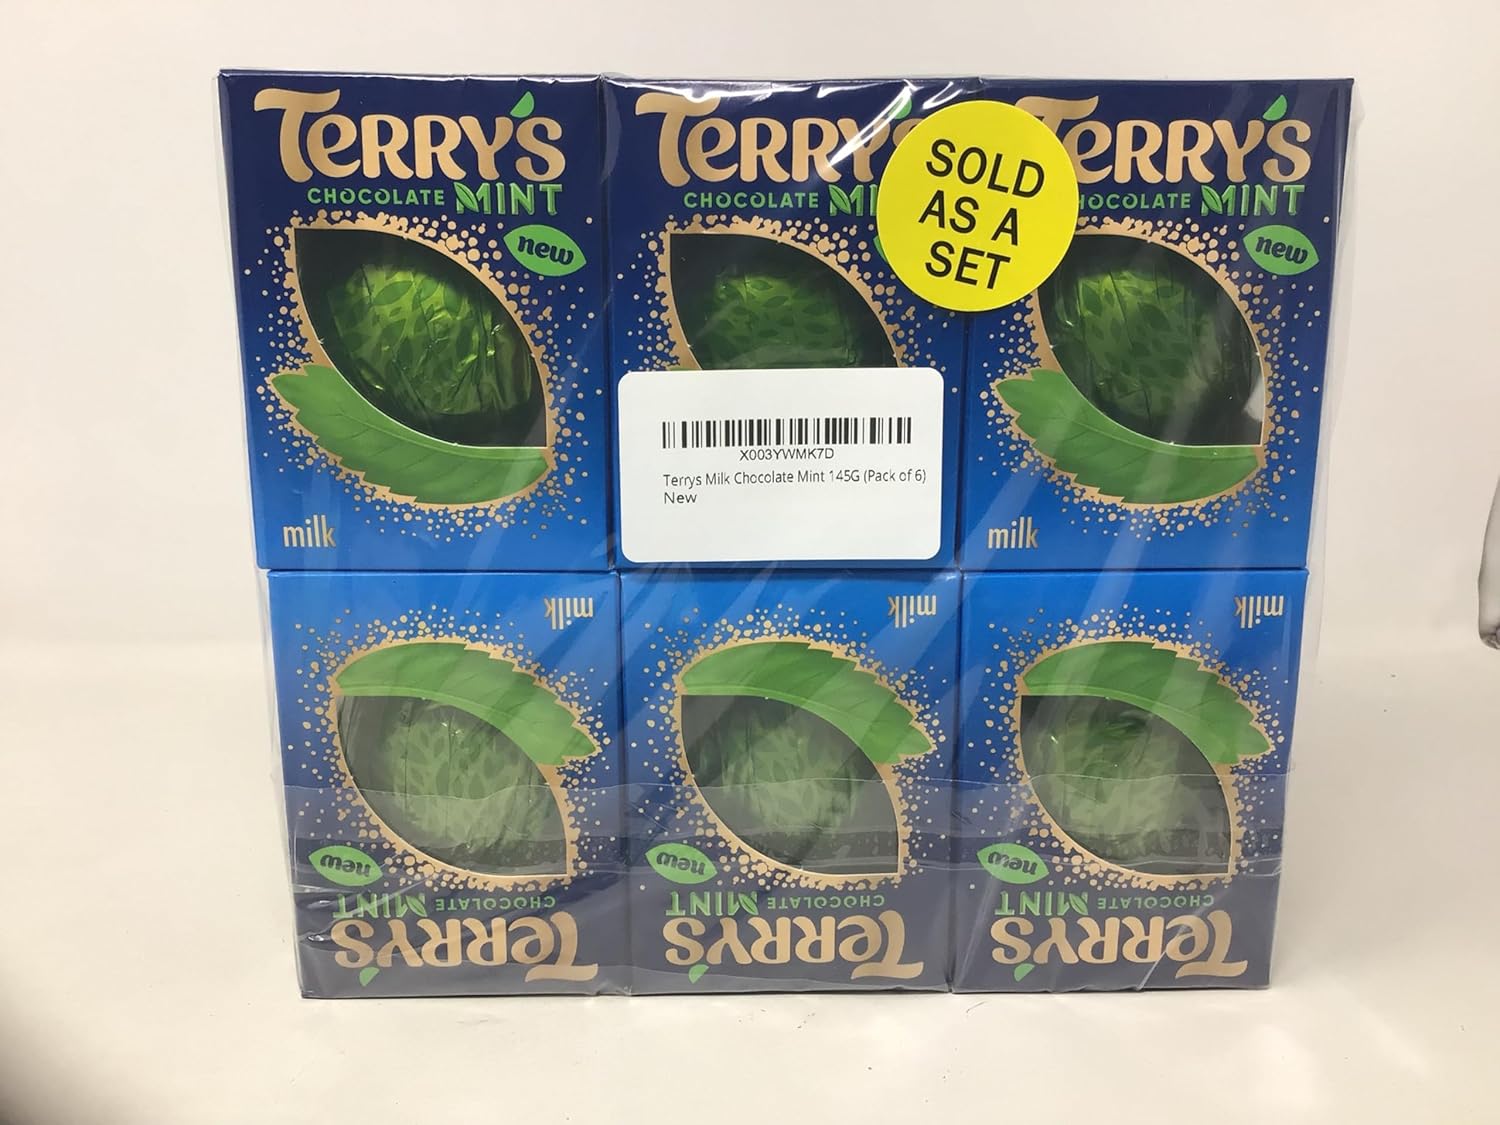 TERRY'S
CHOCOLATE MINT
new
milk
TERRY'S
CHOCOLATE MI
SOLD
AS A
SET
TERRY'S
CHOCOLATE MINT
new
milk
X003YWMK7D
Terrys Milk Chocolate Mint 145G (Pack of 6)
New
milk
new
CHOCOLATE MINT
TERRY'S
milk
new
CHOCOLATE MINT
TERRY'S
milk
new
CHOCOLATE MINT
TERRY'S